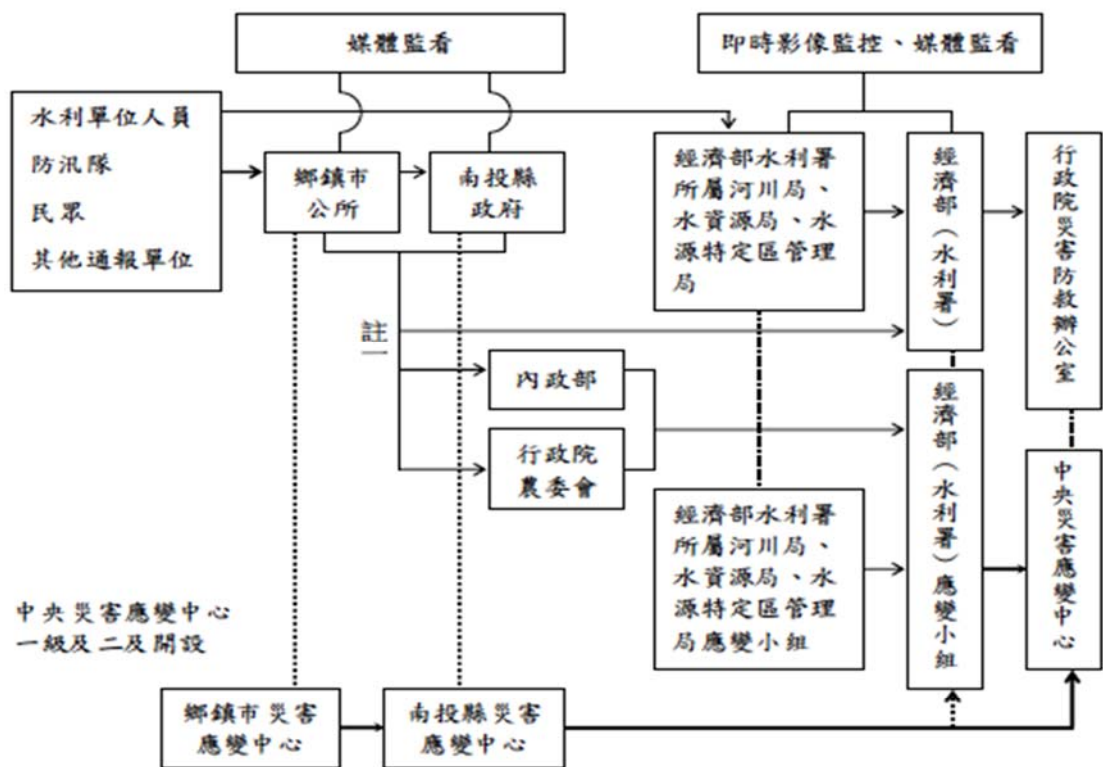 媒體監看
即時影像監控、媒體監看
水利單位人員
防汛隊
民眾
其他通報單位
鄉鎮市
公所
南投縣
政府
經濟部水利署
所屬河川局、
水資源局、水
源特定區管理
局
經濟部（水利署）
行政院災害防救辦公室
註一
內政部
行政院
農委會
經濟部水利署
所屬河川局、
水資源局、水
源特定區管理
局應變小組
經濟部（水利署）應變小組
中央災害應變中心
中央災害應變中心
一級及二及開設
鄉鎮市災害
應變中心
南投縣災害
應變中心